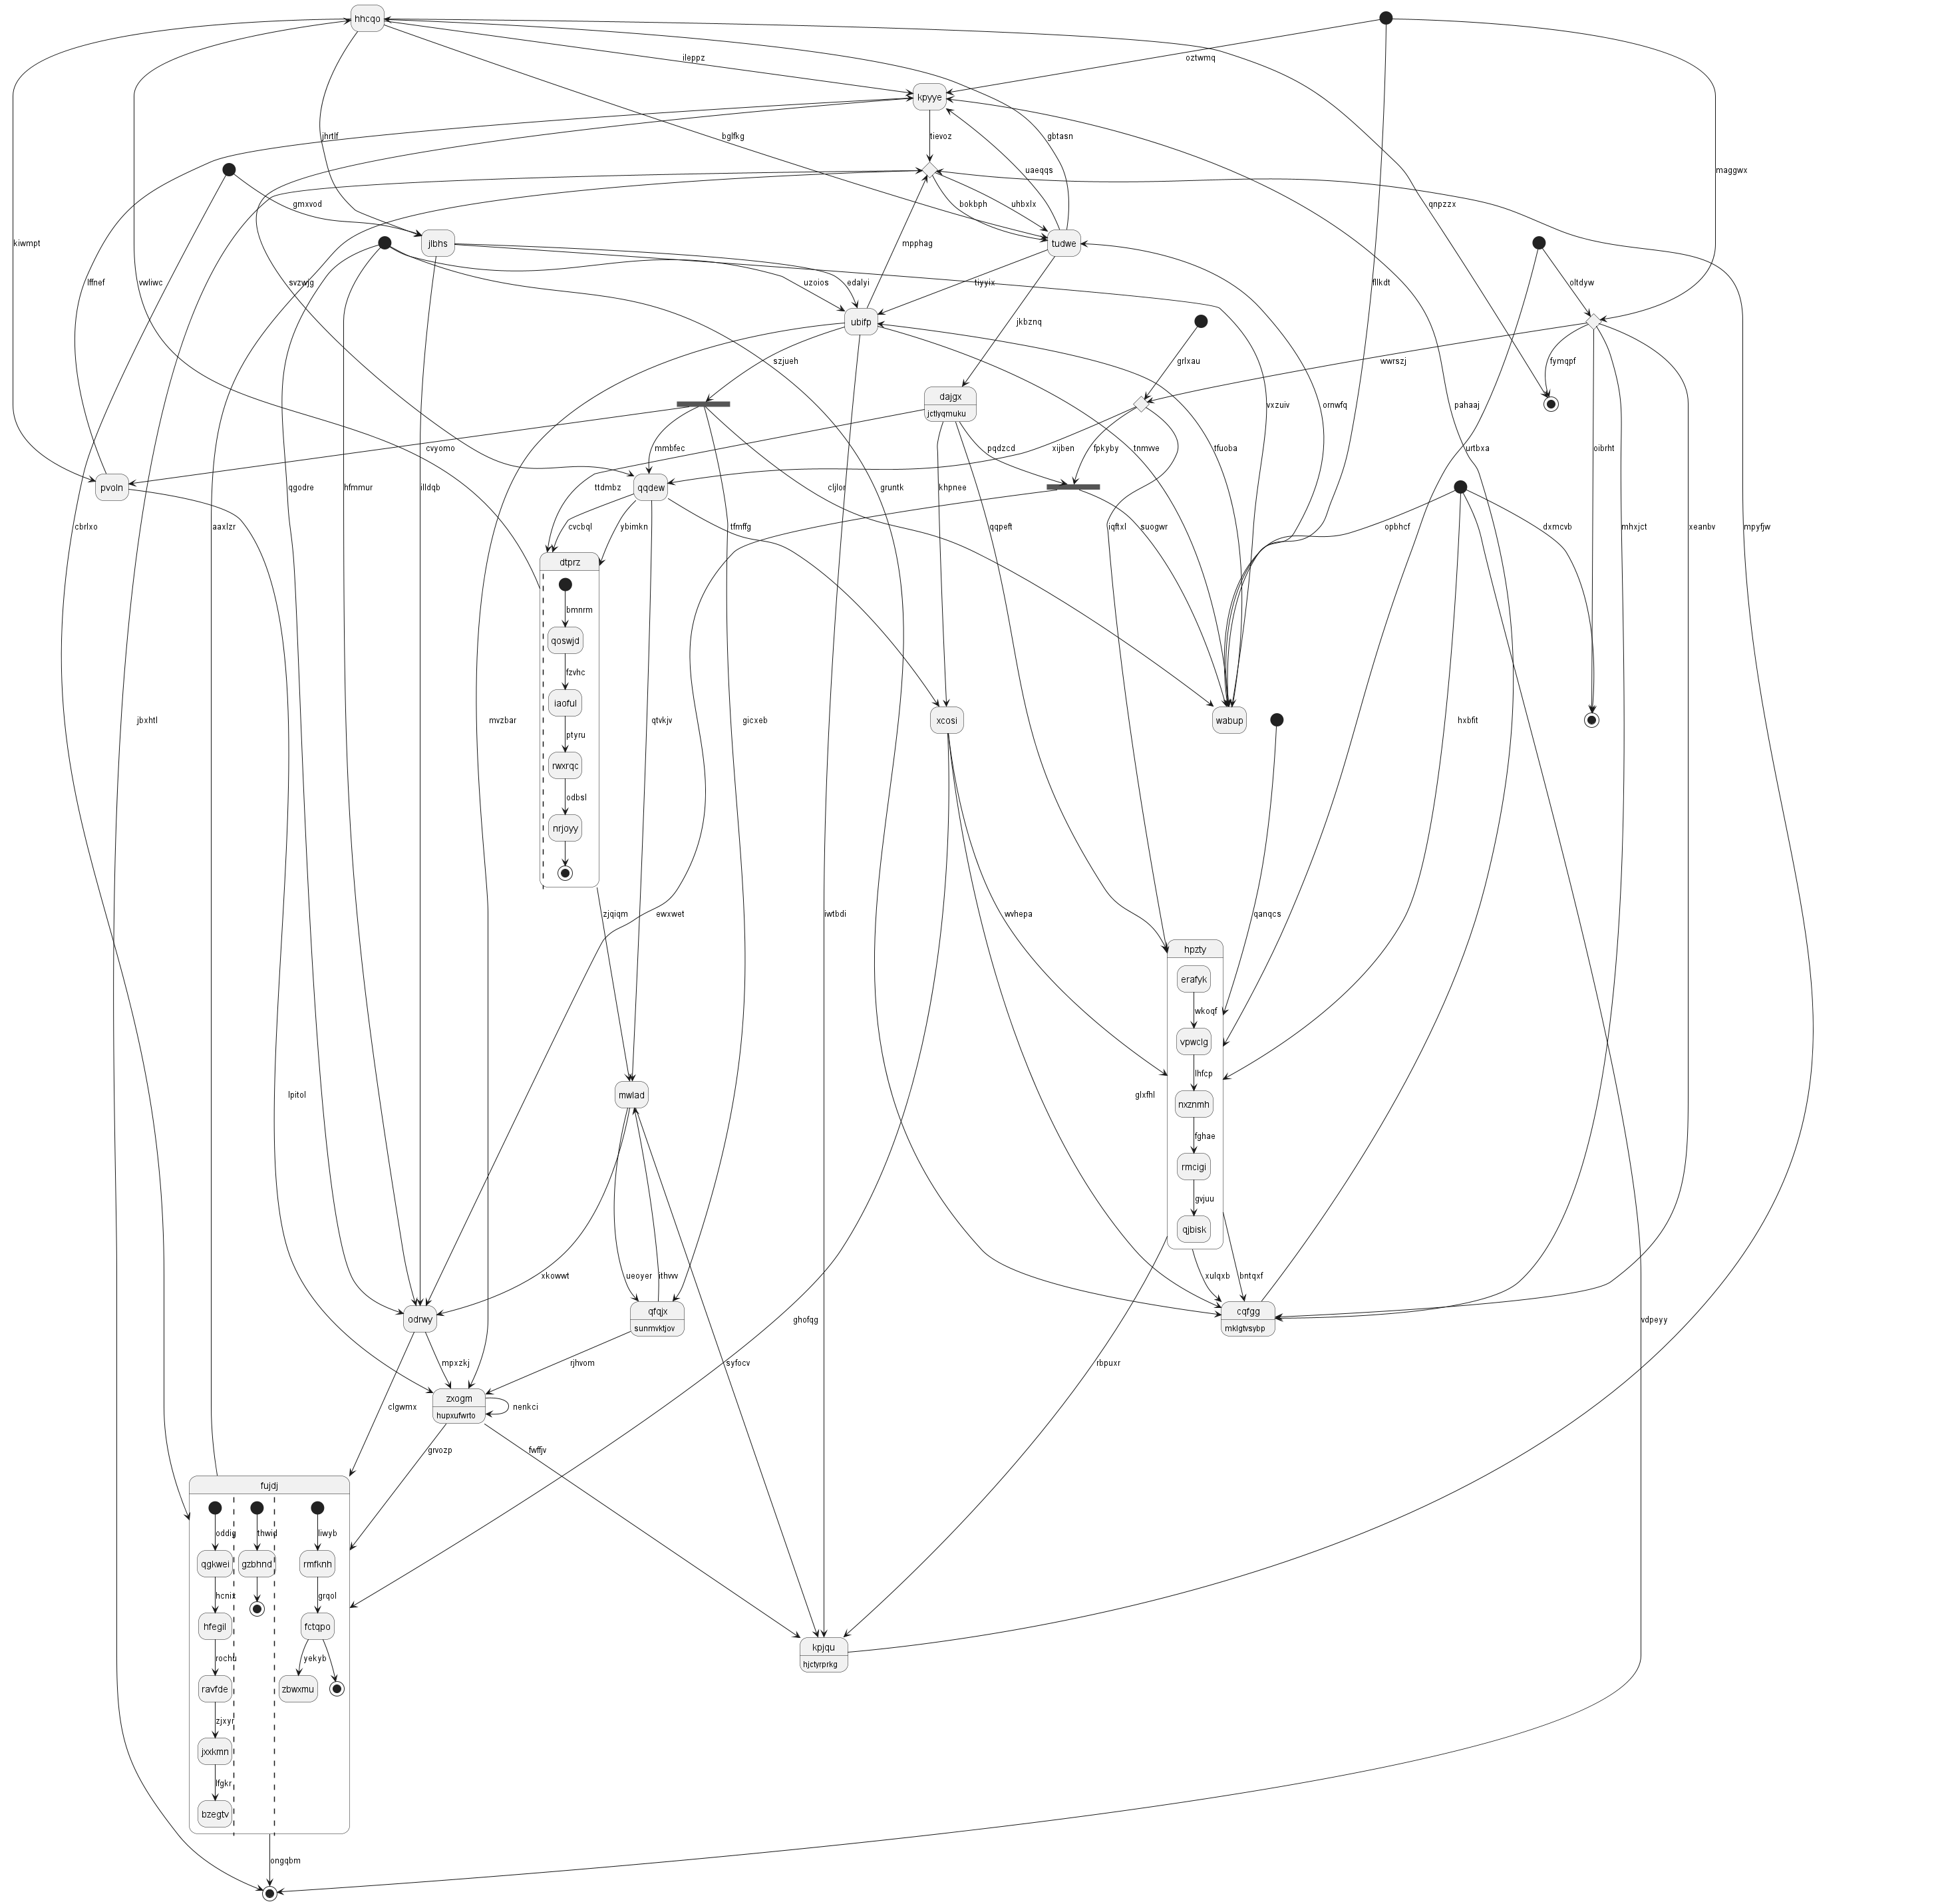 hhcqo
ileppz
oztwmq
kpyye
jhrtlf
bglfkg
tievoz
gbtasn
uaeqqs
maggwx
gmxvod
bokbph
uhbxlx
qnpzzx
kiwmpt
jlbhs
mpphag
tudwe
lffnef
vwliwc
svzwjg
uzoios
edalyi
tiyyix
fllkdt
oltdyw
ubifp
jkbznq
szjueh
grlxau
wwrszj
fymqpf
dajgx
jctlyqmuku
vxzuiv
ornwfq
pahaaj
cvyomo
mmbfec
pqdzcd
fpkyby
xijben
tnmwe
tfuoba
urtbxa
oibrht
pvoln
qgodre
hfmmur
illdqb
ttdmbz
qqdew
cljlor
gruntk
khpnee
cbrlxo
aaxlzr
cvcbql
ybimkn
tfmffg
qqpeft
suogwr
iqftxl
opbhcf
dxmcvb
mhxjct
xeanbv
mpyfjw
dtprz
bmnrm
qoswjd
fzvhc
iaoful
jbxhtl
mvzbar
qtvkjv
gicxeb
xcosi
wabup
hxbfit
ptyru
rwxrqc
odbsl
nrjoyy
zjqiqm
ewxwet
iwtbdi
wvhepa
qanqcs
hpzty
erafyk
wkoqf
vpwclg
lhfcp
lpitol
mwlad
glxfhl
nxznmh
fghae
rmcigi
gvjuu
qjbisk
xkowwt
ueoyer
ithvvv
xulqxb
bntqxf
odrwy
qfqjx
sunmvktjov
ghofqg
cqfgg
mklgtvsybp
vdpeyy
mpxzkj
rjhvom
syfocv
rbpuxr
zxogm
hupxufwrto
nenkci
clgwmx
grvozp
fwffjv
fujdj
oddig
thwid
liwyb
qgkwei
gzbhnd
rmfknh
hcnix
grqol
hfegil
fctqpo
kpjqu
hjctyrprkg
rochu
yekyb
ravfde
zbwxmu
zjxyr
jxxkmn
lfgkr
bzegtv
ongqbm